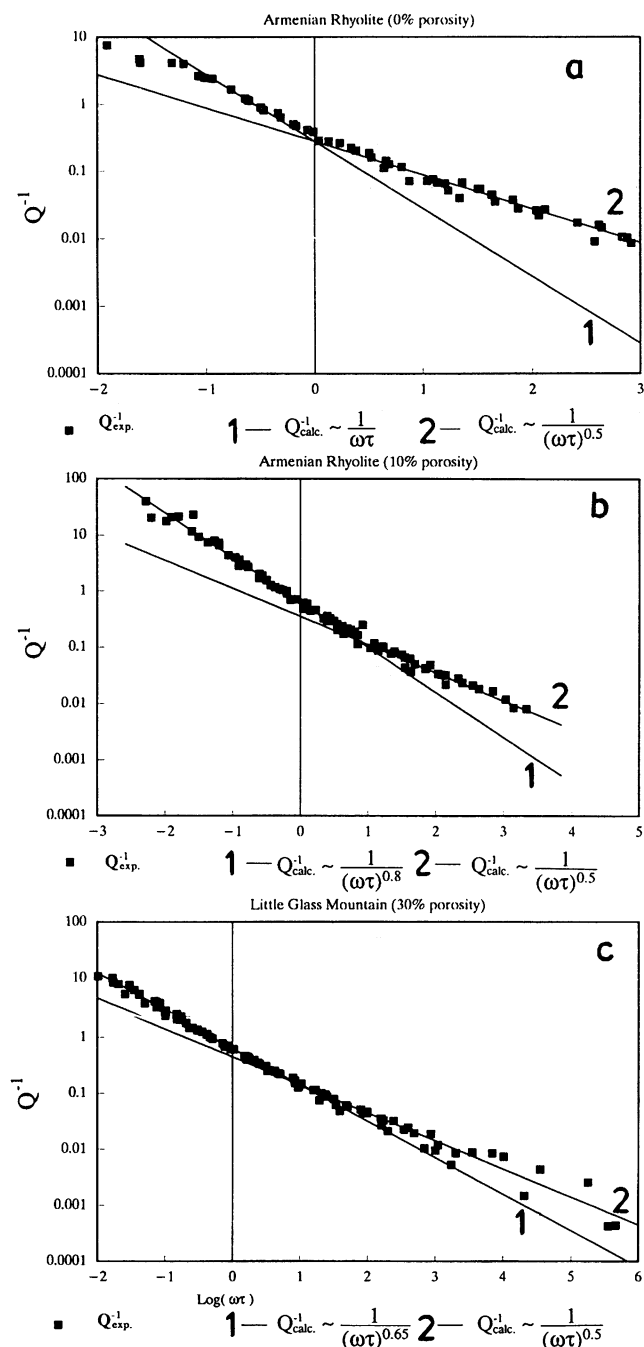 Armenian Rhyolite (0% porosity)
10
1
0.1
0.01
0.001
0.0001
Q⁻¹
a
2
1
−2 −1 0 1 2 3
■ Q⁻¹exp. 1 — Q⁻¹calc. ~ 1/ωτ 2 — Q⁻¹calc. ~ 1/(ωτ)^0.5
Armenian Rhyolite (10% porosity)
100
10
1
0.1
0.01
0.001
0.0001
Q⁻¹
b
2
1
−3 −2 −1 0 1 2 3 4 5
■ Q⁻¹exp. 1 — Q⁻¹calc. ~ 1/(ωτ)^0.8 2 — Q⁻¹calc. ~ 1/(ωτ)^0.5
Little Glass Mountain (30% porosity)
100
10
1
0.1
0.01
0.001
0.0001
Q⁻¹
c
2
1
−2 −1 0 1 2 3 4 5 6
Log(ωτ)
■ Q⁻¹exp. 1 — Q⁻¹calc. ~ 1/(ωτ)^0.65 2 — Q⁻¹calc. ~ 1/(ωτ)^0.5